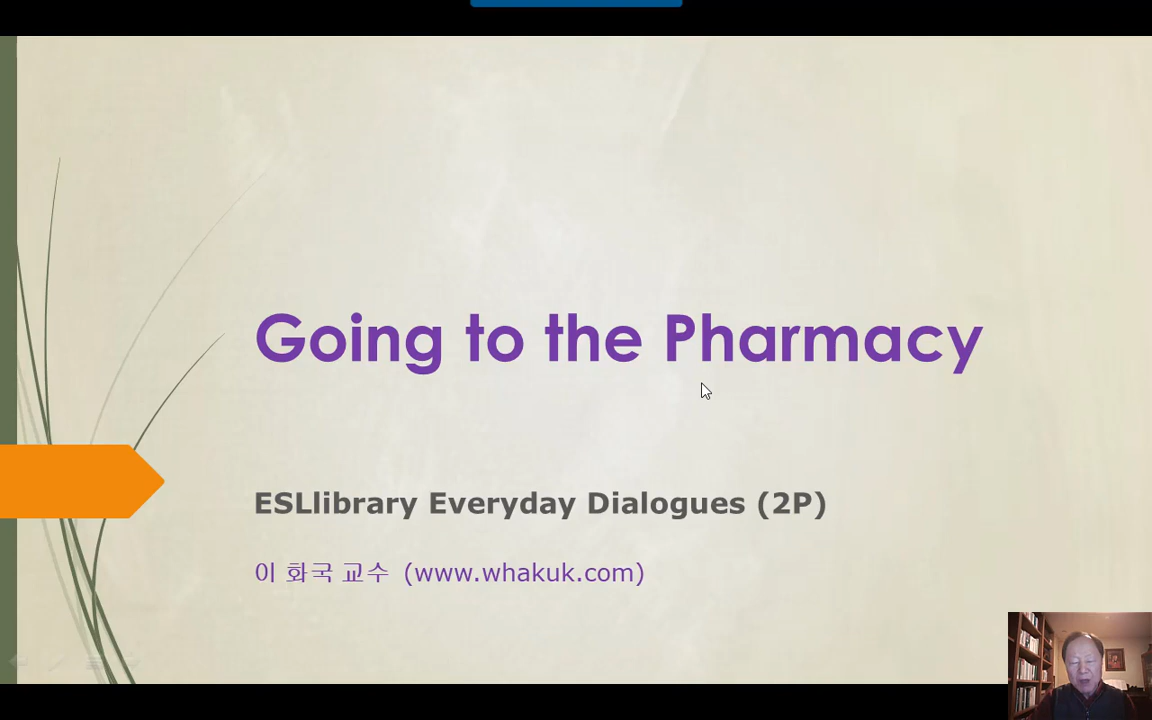 Going to the Pharmacy
ESLlibrary Everyday Dialogues (2P)
이 화국 교수 (www.whakuk.com)